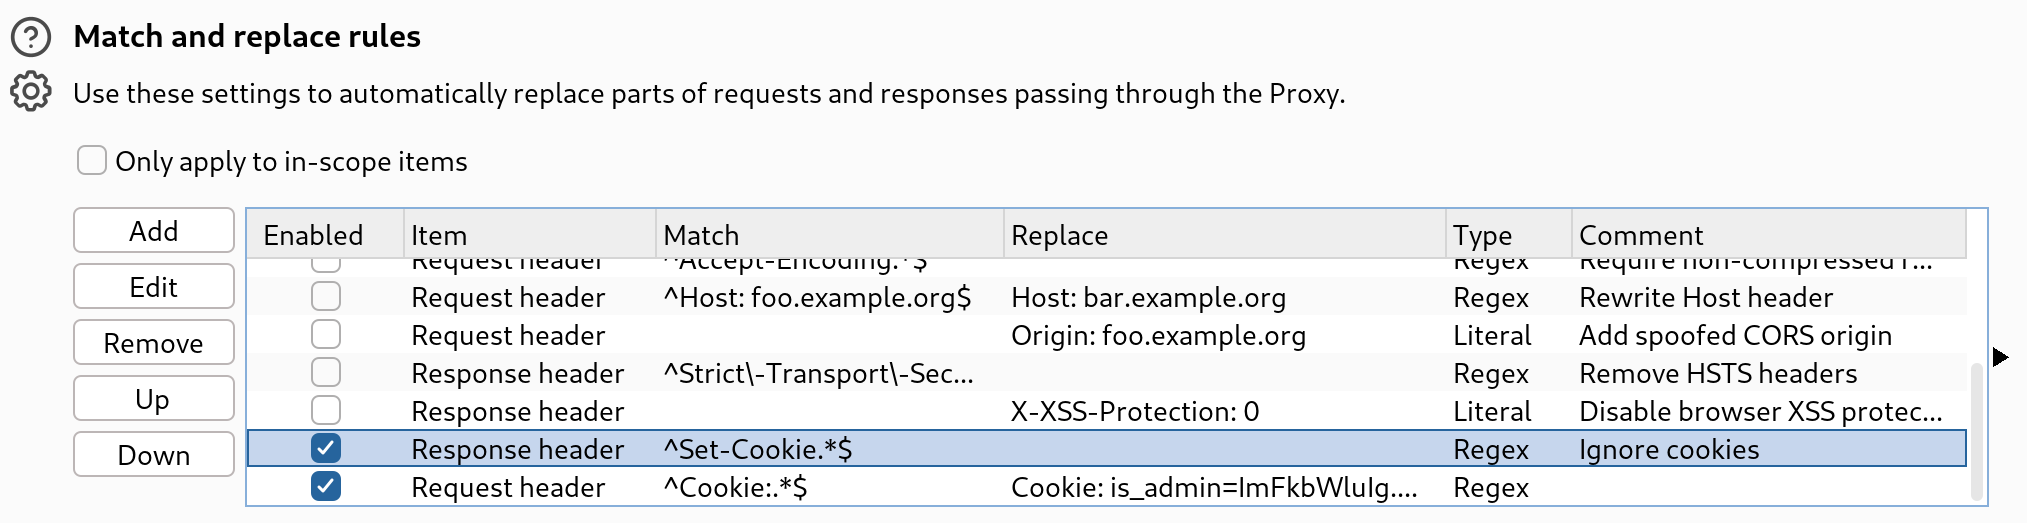 Match and replace rules
Use these settings to automatically replace parts of requests and responses passing through the Proxy.
Only apply to in-scope items
Add
Edit
Remove
Up
Down
Enabled Item Match Replace Type Comment
Request header ^Accept-Encoding.*$ Regex Require non-compressed r...
Request header ^Host: foo.example.org$ Host: bar.example.org Regex Rewrite Host header
Request header Origin: foo.example.org Literal Add spoofed CORS origin
Response header ^Strict\-Transport\-Sec... Regex Remove HSTS headers
Response header X-XSS-Protection: 0 Literal Disable browser XSS protec...
Response header ^Set-Cookie.*$ Regex Ignore cookies
Request header ^Cookie:.*$ Cookie: is_admin=ImFkbWluIg.... Regex